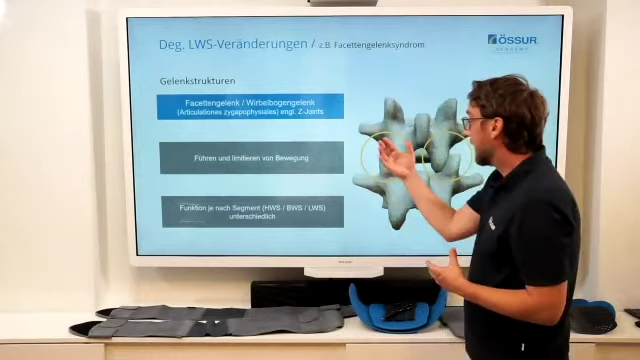 Deg. LWS-Veränderungen / z.B. Facettengelenksyndrom
ÖSSUR
ACADEMY
Gelenkstrukturen
Facettengelenk / Wirbelbogengelenk
(Articulationes zygapophysiales) engl. Z-Joints
Führen und limitieren von Bewegung
Funktion je nach Segment (HWS / BWS / LWS)
unterschiedlich